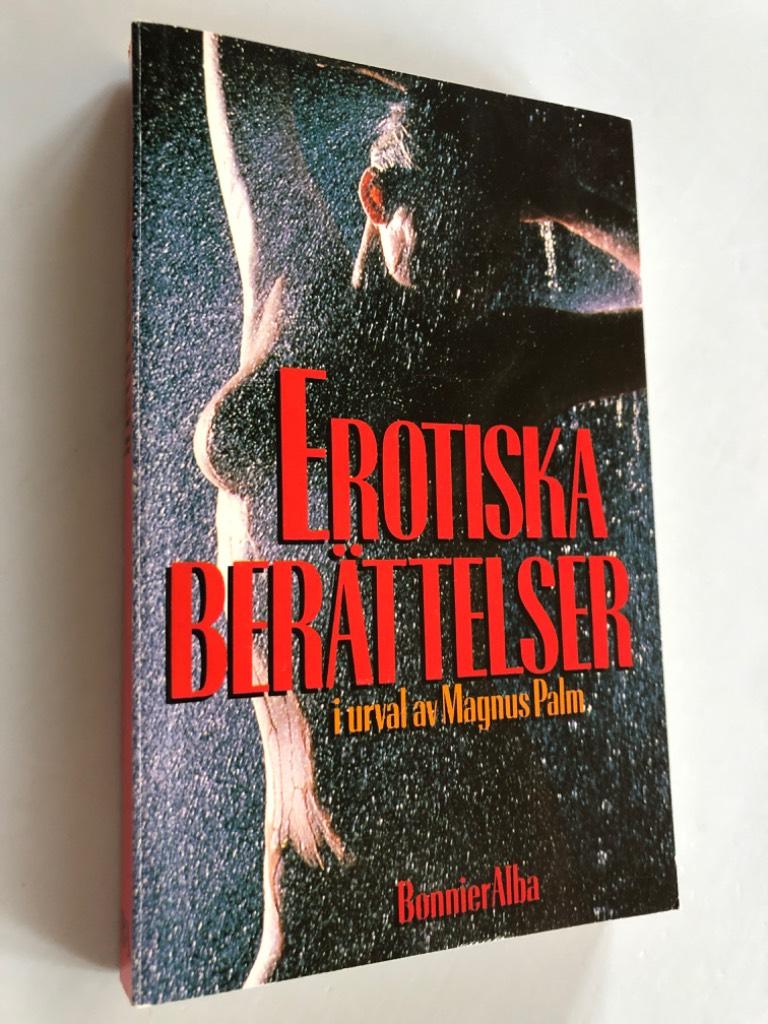 EROTISKA
BERÄTTELSER
i urval av Magnus Palm
BonnierAlba